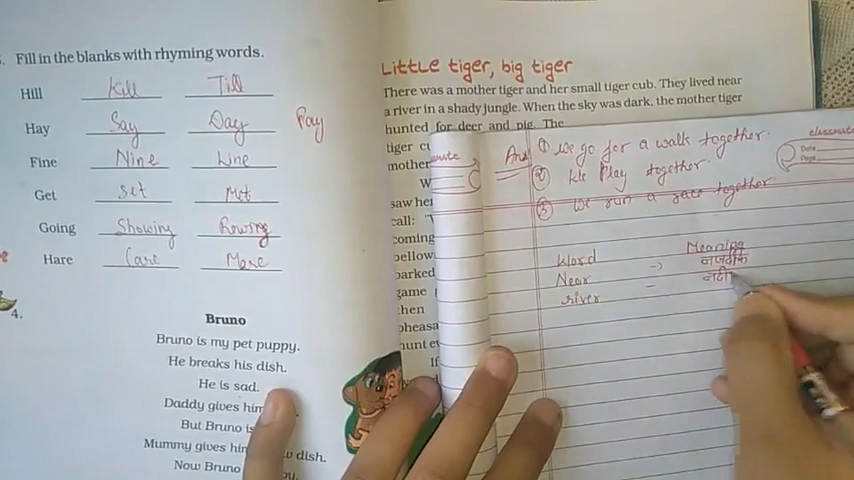 Fill in the blanks with rhyming words.
Hill Kill Till
Hay Say Day Pay
Fine Nine Line
Get Set Met
Going Showing Rowing
Hare Care Mare
4.
Bruno
Bruno is my pet puppy.
He breaks his dish.
He is sad.
Daddy gives him
But Bruno is
Mummy gives him w dish.
Now Bruno py.
Little tiger, big tiger
There was a mother tiger and her small tiger cub. They lived near
a river in a shady jungle. When the sky was dark, the mother tiger
hunted for deer and pig. The
tiger c
mother
saw her
call:
coming
bellow
barked
game
then
pheasa
hunt e
If
classmate
Date
Page
Ans ① We go for a walk together.
② We Play together.
③ We run a race together.
Word Meaning
Near → नजदीक
river - नदी